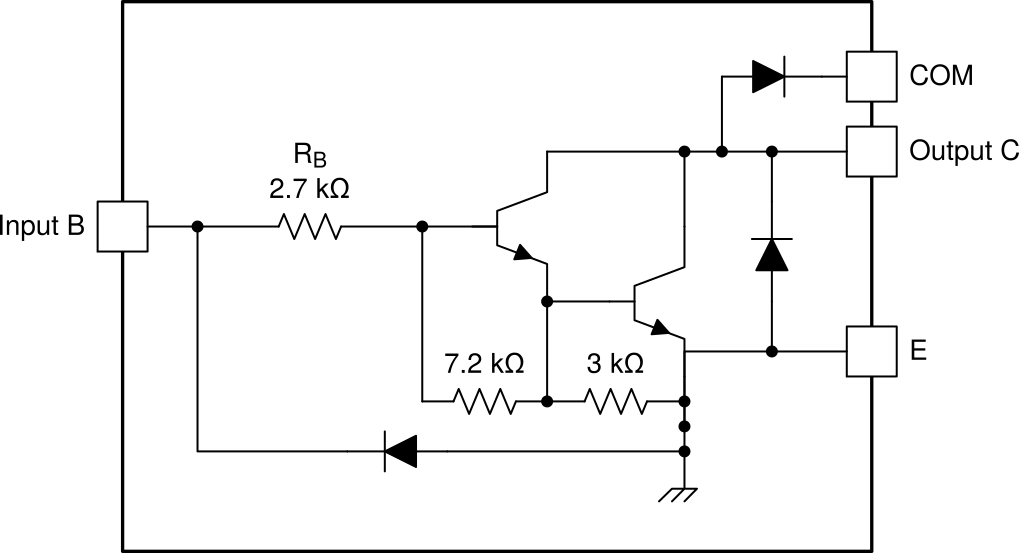 COM
Output C
R_B
2.7 kΩ
Input B
7.2 kΩ
3 kΩ
E